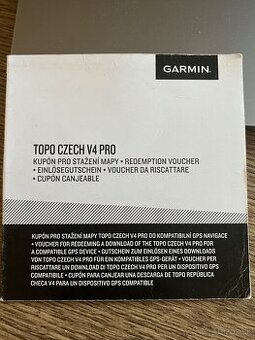 GARMIN
TOPO CZECH V4 PRO
KUPÓN PRO STAŽENÍ MAPY • REDEMPTION VOUCHER
• EINLÖSEGUTSCHEIN • VOUCHER DA RISCATTARE
• CUPÓN CANJEABLE
KUPÓN PRO STAŽENÍ MAPY TOPO CZECH V4 PRO DO KOMPATIBILNÍ GPS NAVIGACE
• VOUCHER FOR REDEEMING A DOWNLOAD OF THE TOPO CZECH V4 PRO FOR
A COMPATIBLE GPS DEVICE • GUTSCHEIN ZUM EINLÖSEN EINES DOWNLOADS
VON TOPO CZECH V4 PRO FÜR EIN KOMPATIBLES GPS-GERÄT • VOUCHER PER
RISCATTARE UN DOWNLOAD DI TOPO CZECH V4 PRO PER UN DISPOSITIVO GPS
COMPATIBILE • CUPÓN PARA CANJEAR UNA DESCARGA DE TOPO REPÚBLICA
CHECA V4 PARA UN DISPOSITIVO GPS COMPATIBLE